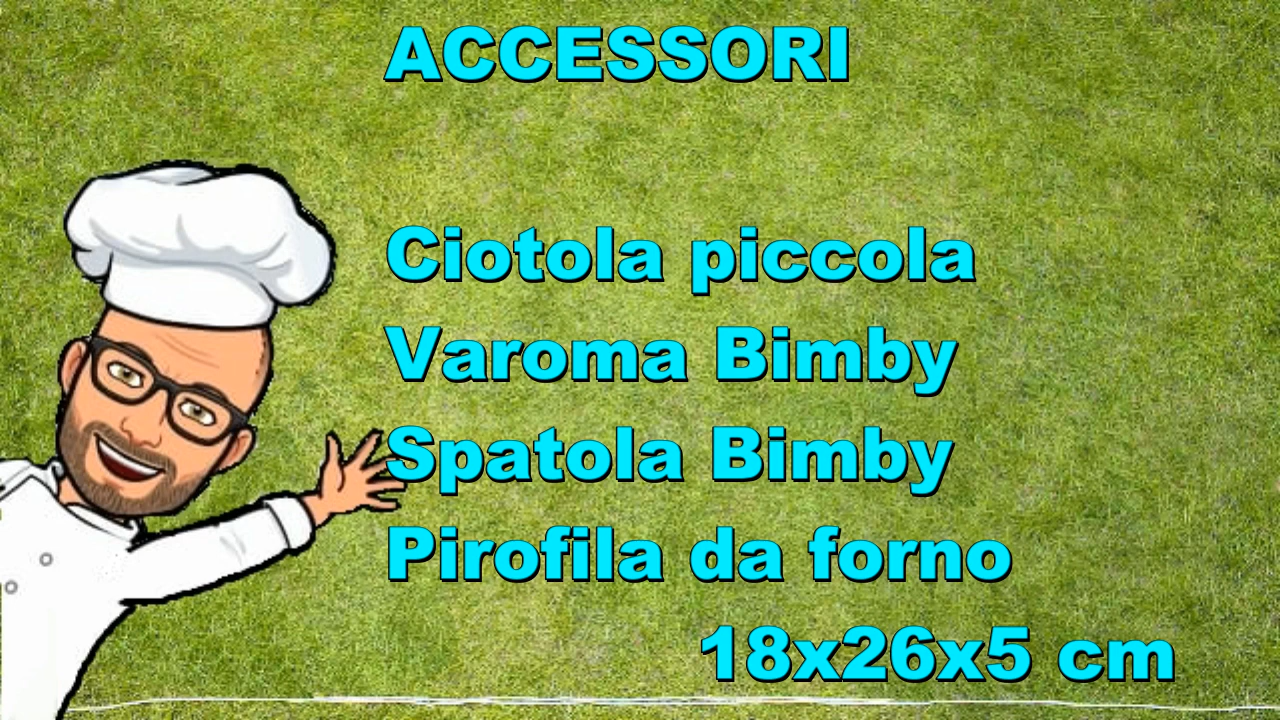 ACCESSORI
Ciotola piccola
Varoma Bimby
Spatola Bimby
Pirofila da forno
18x26x5 cm